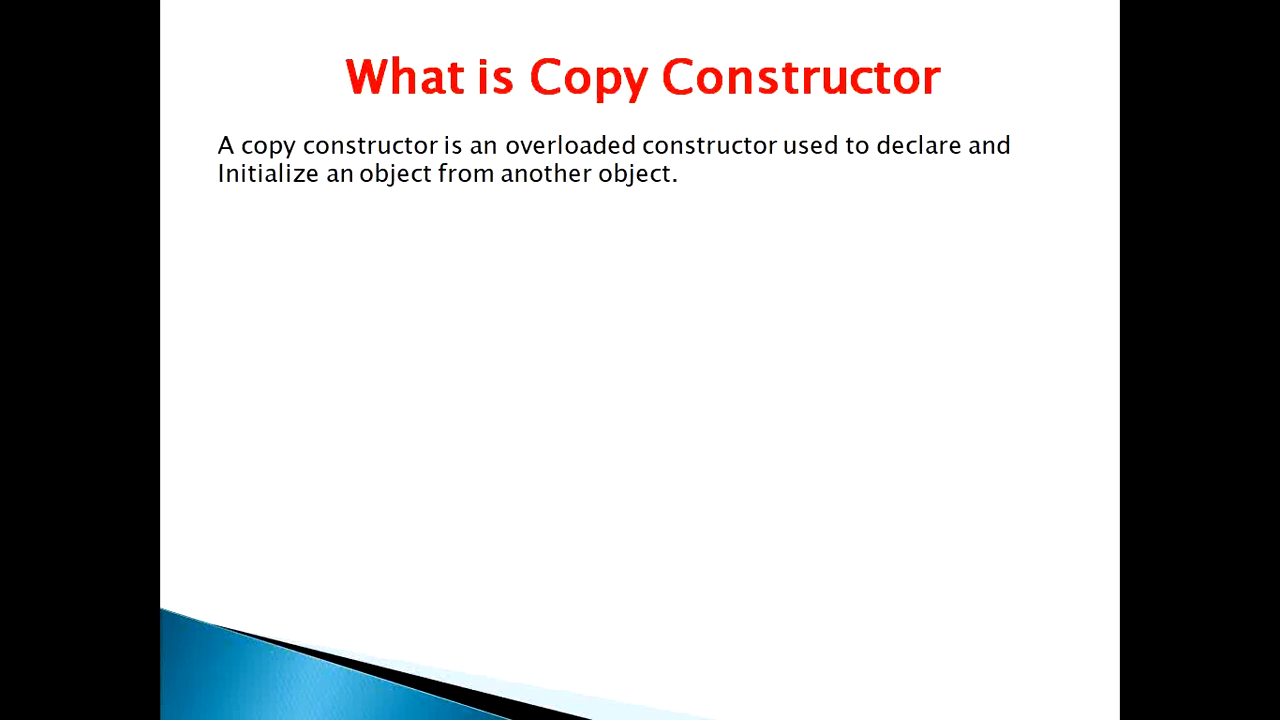 What is Copy Constructor
A copy constructor is an overloaded constructor used to declare and
Initialize an object from another object.